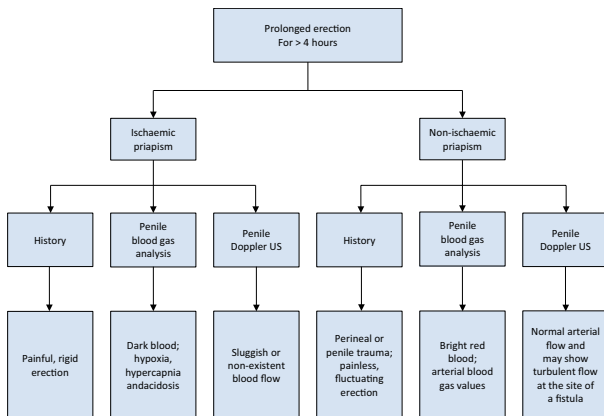 Prolonged erection
For > 4 hours
Ischaemic
priapism
Non-ischaemic
priapism
History
Penile
blood gas
analysis
Penile
Doppler US
History
Penile
blood gas
analysis
Penile
Doppler US
Painful, rigid
erection
Dark blood;
hypoxia,
hypercapnia
andacidosis
Sluggish or
non-existent
blood flow
Perineal or
penile trauma;
painless,
fluctuating
erection
Bright red
blood;
arterial blood
gas values
Normal arterial
flow and
may show
turbulent flow
at the site of
a fistula